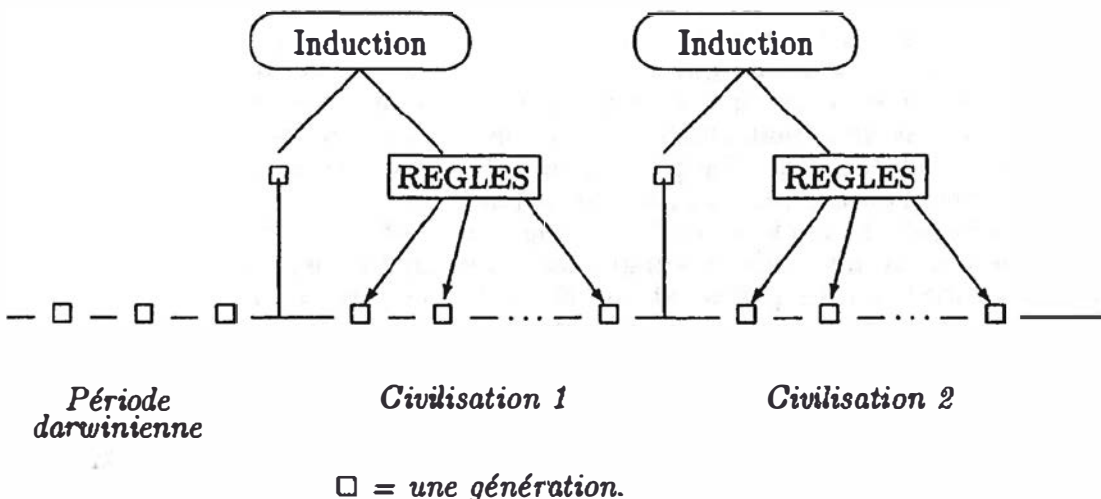 Induction
Induction
REGLES
REGLES
...
...
Période
darwinienne
Civilisation 1
Civilisation 2
□ = une génération.